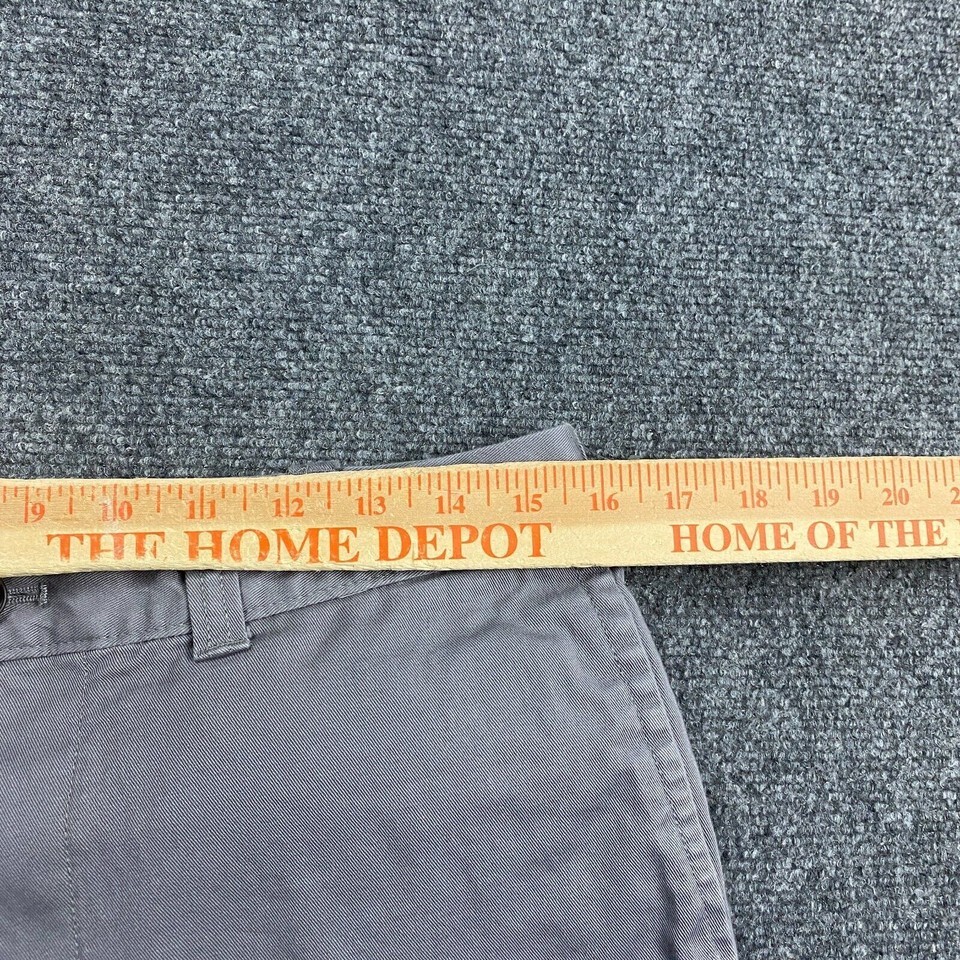 9 10 11 12 13 14 15 16 17 18 19 20
THE HOME DEPOT HOME OF THE